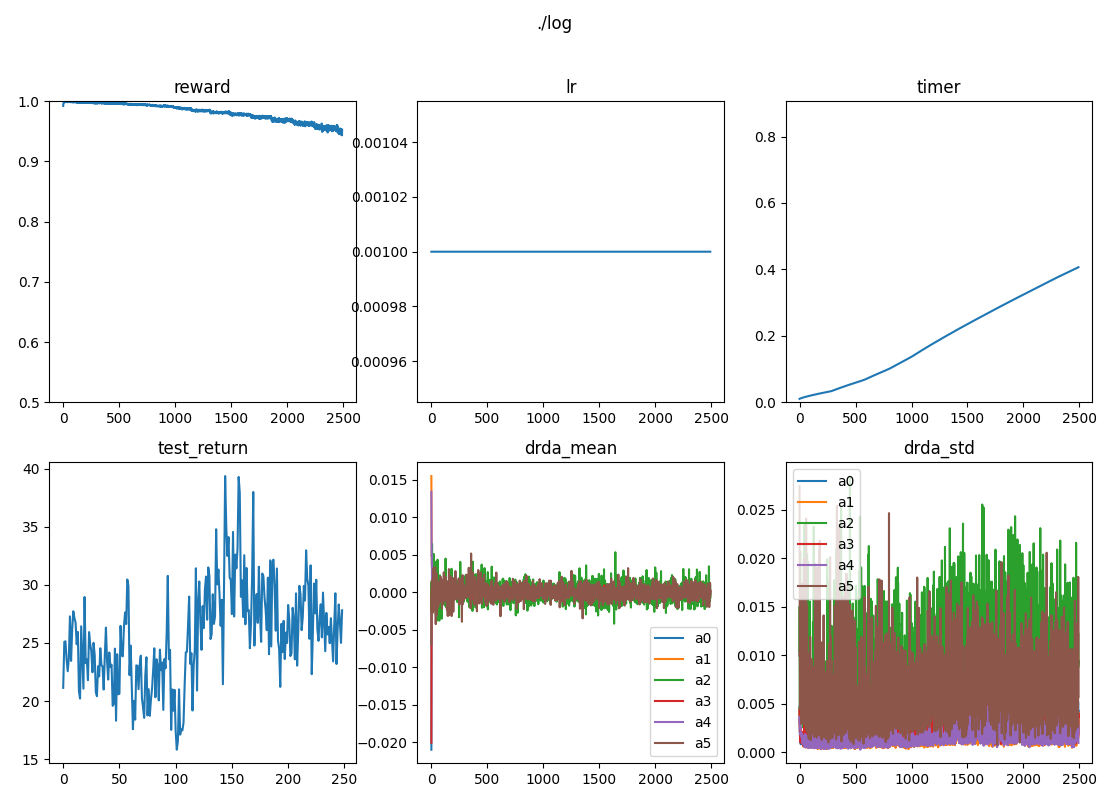 ./log
reward
1.0
0.9
0.8
0.7
0.6
0.5
0 500 1000 1500 2000 2500
lr
0.00104
0.00102
0.00100
0.00098
0.00096
0 500 1000 1500 2000 2500
timer
0.8
0.6
0.4
0.2
0.0
0 500 1000 1500 2000 2500
test_return
40
35
30
25
20
15
0 50 100 150 200 250
drda_mean
0.015
0.010
0.005
0.000
−0.005
−0.010
−0.015
−0.020
a0
a1
a2
a3
a4
a5
0 500 1000 1500 2000 2500
drda_std
0.025
0.020
0.015
0.010
0.005
0.000
a0
a1
a2
a3
a4
a5
0 500 1000 1500 2000 2500